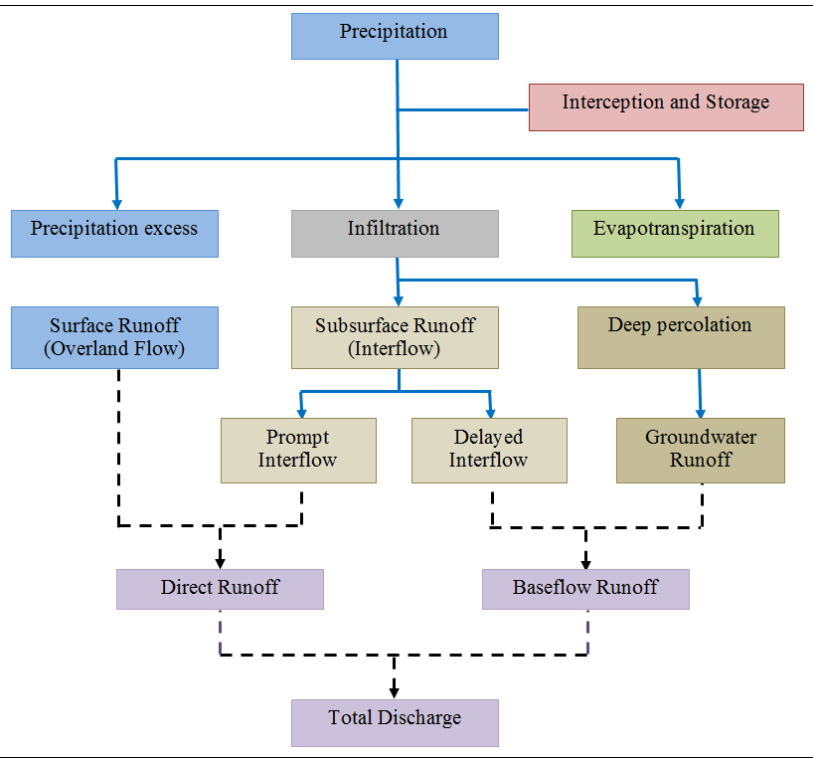 Precipitation
Interception and Storage
Precipitation excess
Infiltration
Evapotranspiration
Surface Runoff
(Overland Flow)
Subsurface Runoff
(Interflow)
Deep percolation
Prompt
Interflow
Delayed
Interflow
Groundwater
Runoff
Direct Runoff
Baseflow Runoff
Total Discharge